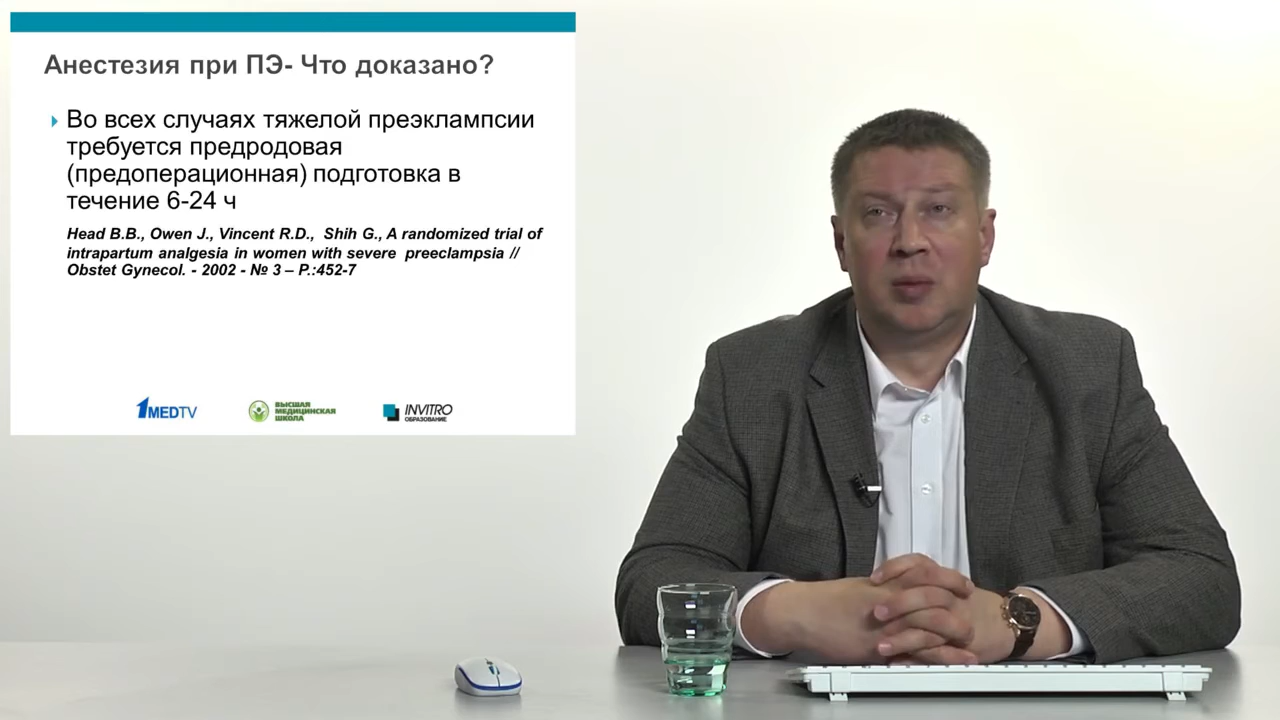 Анестезия при ПЭ- Что доказано?
Во всех случаях тяжелой преэклампсии
требуется предродовая
(предоперационная) подготовка в
течение 6-24 ч
Head B.B., Owen J., Vincent R.D., Shih G., A randomized trial of
intrapartum analgesia in women with severe preeclampsia //
Obstet Gynecol. - 2002 - № 3 – P.:452-7
1MEDTV
ВЫСШАЯ
МЕДИЦИНСКАЯ
ШКОЛА
INVITRO
ОБРАЗОВАНИЕ